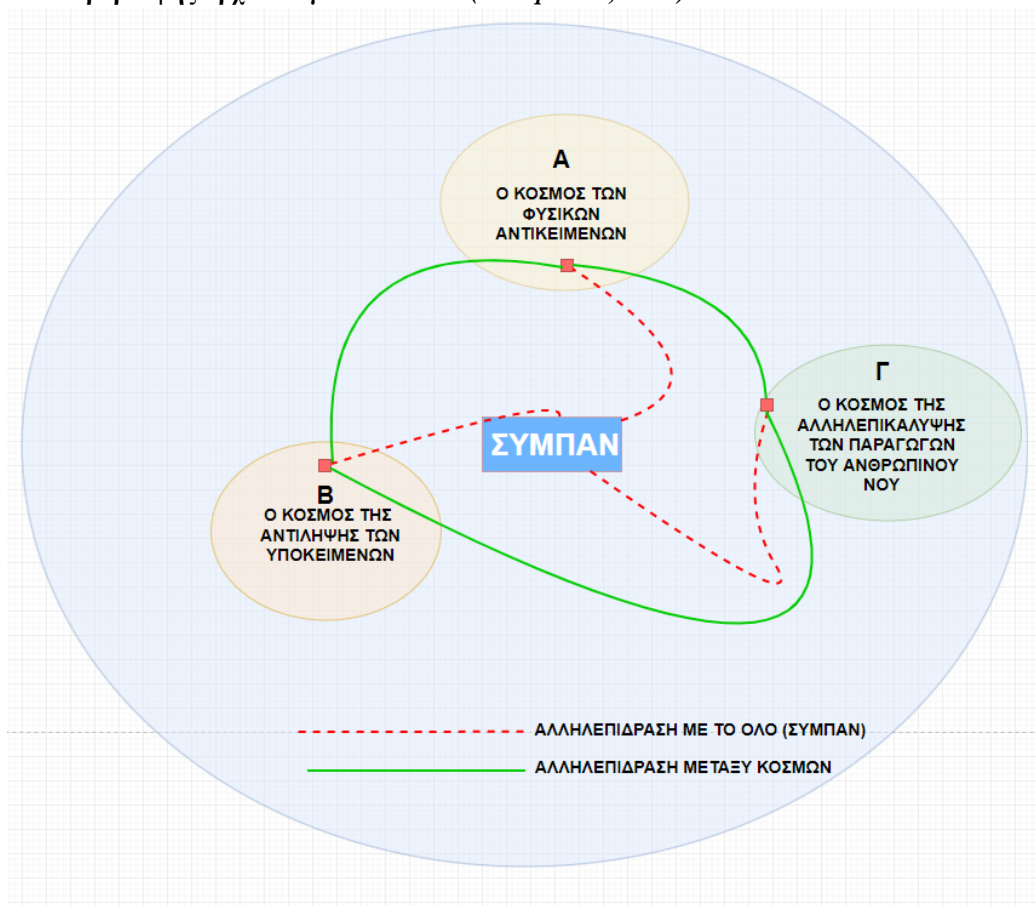 Α
Ο ΚΟΣΜΟΣ ΤΩΝ
ΦΥΣΙΚΩΝ
ΑΝΤΙΚΕΙΜΕΝΩΝ
Γ
Ο ΚΟΣΜΟΣ ΤΗΣ
ΑΛΛΗΛΕΠΙΚΑΛΥΨΗΣ
ΤΩΝ ΠΑΡΑΓΩΓΩΝ
ΤΟΥ ΑΝΘΡΩΠΙΝΟΥ
ΝΟΥ
ΣΥΜΠΑΝ
Β
Ο ΚΟΣΜΟΣ ΤΗΣ
ΑΝΤΙΛΗΨΗΣ ΤΩΝ
ΥΠΟΚΕΙΜΕΝΩΝ
ΑΛΛΗΛΕΠΙΔΡΑΣΗ ΜΕ ΤΟ ΟΛΟ (ΣΥΜΠΑΝ)
ΑΛΛΗΛΕΠΙΔΡΑΣΗ ΜΕΤΑΞΥ ΚΟΣΜΩΝ